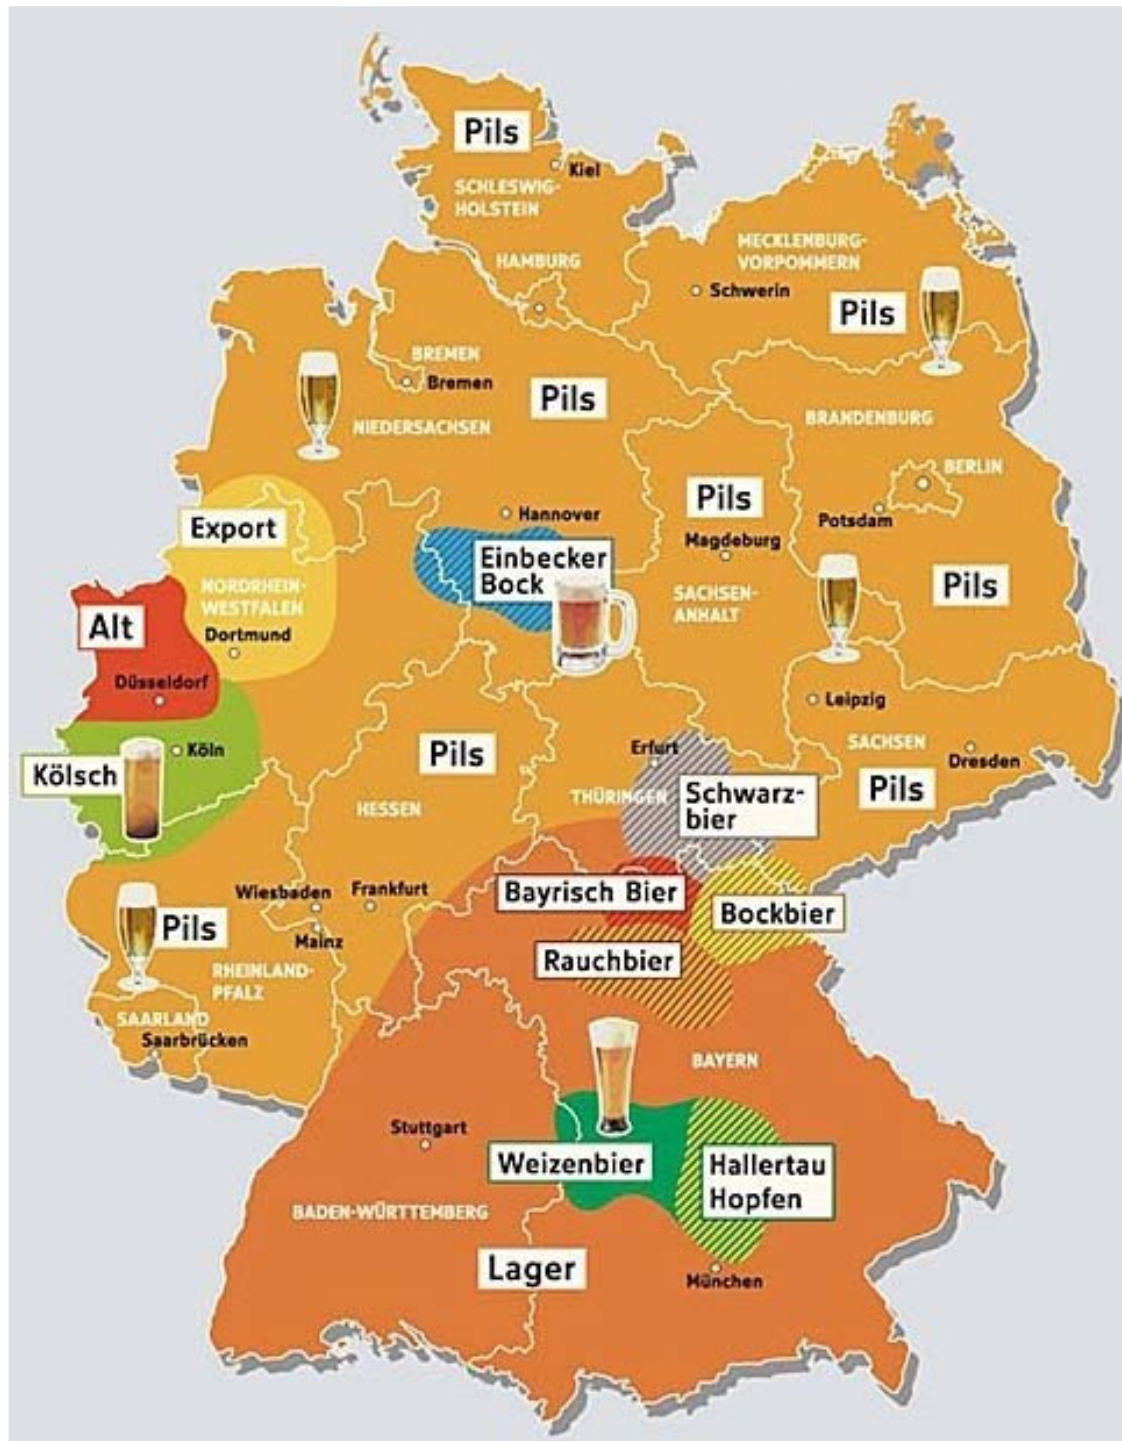 Pils
Kiel
SCHLESWIG-
HOLSTEIN
HAMBURG
MECKLENBURG-
VORPOMMERN
Schwerin
Pils
BREMEN
Bremen
Pils
NIEDERSACHSEN
BRANDENBURG
BERLIN
Potsdam
Pils
Magdeburg
SACHSEN-
ANHALT
Pils
Export
Hannover
Einbecker
Bock
NORDRHEIN-
WESTFALEN
Dortmund
Alt
Düsseldorf
Köln
Kölsch
Pils
HESSEN
Erfurt
THÜRINGEN
Schwarz-
bier
Leipzig
SACHSEN
Dresden
Pils
Wiesbaden
Frankfurt
Mainz
Pils
RHEINLAND-
PFALZ
SAARLAND
Saarbrücken
Bayrisch Bier
Bockbier
Rauchbier
BAYERN
Stuttgart
Weizenbier
Hallertau
Hopfen
BADEN-WÜRTTEMBERG
Lager
München